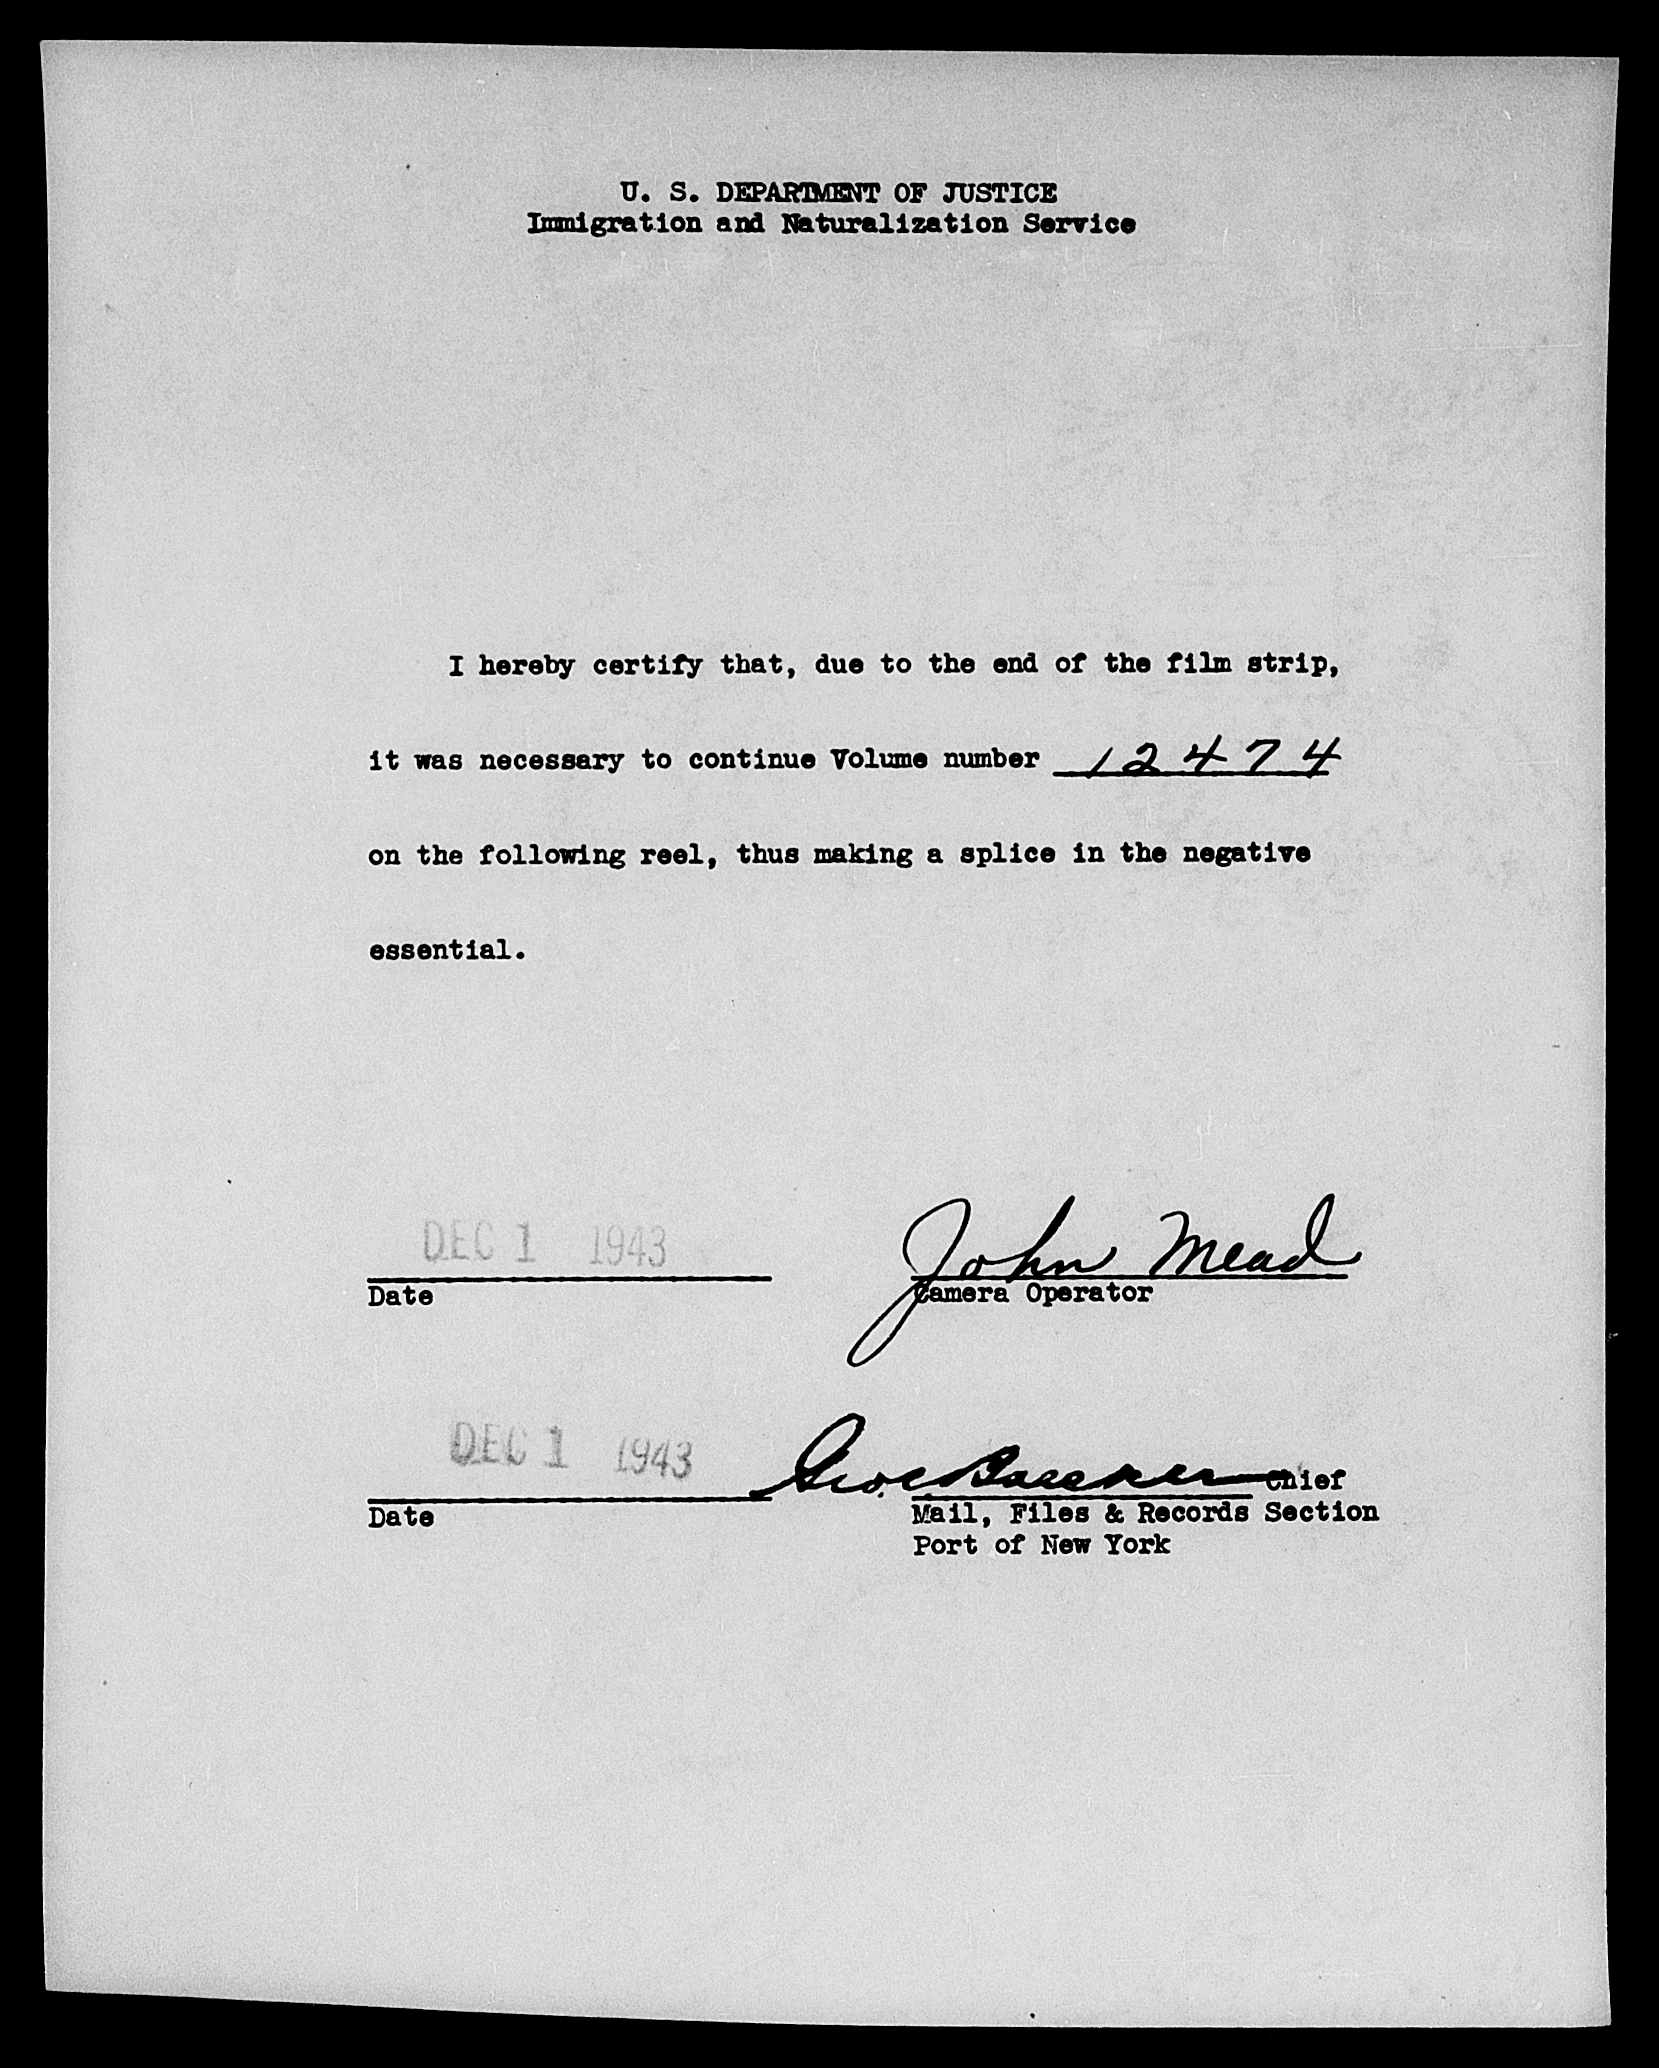 U. S. DEPARTMENT OF JUSTICE
Immigration and Naturalization Service
I hereby certify that, due to the end of the film strip,
it was necessary to continue Volume number 12474
on the following reel, thus making a splice in the negative
essential.
DEC 1 1943
John Mead
Date
Camera Operator
DEC 1 1943
Chief
Date
Mail, Files & Records Section
Port of New York